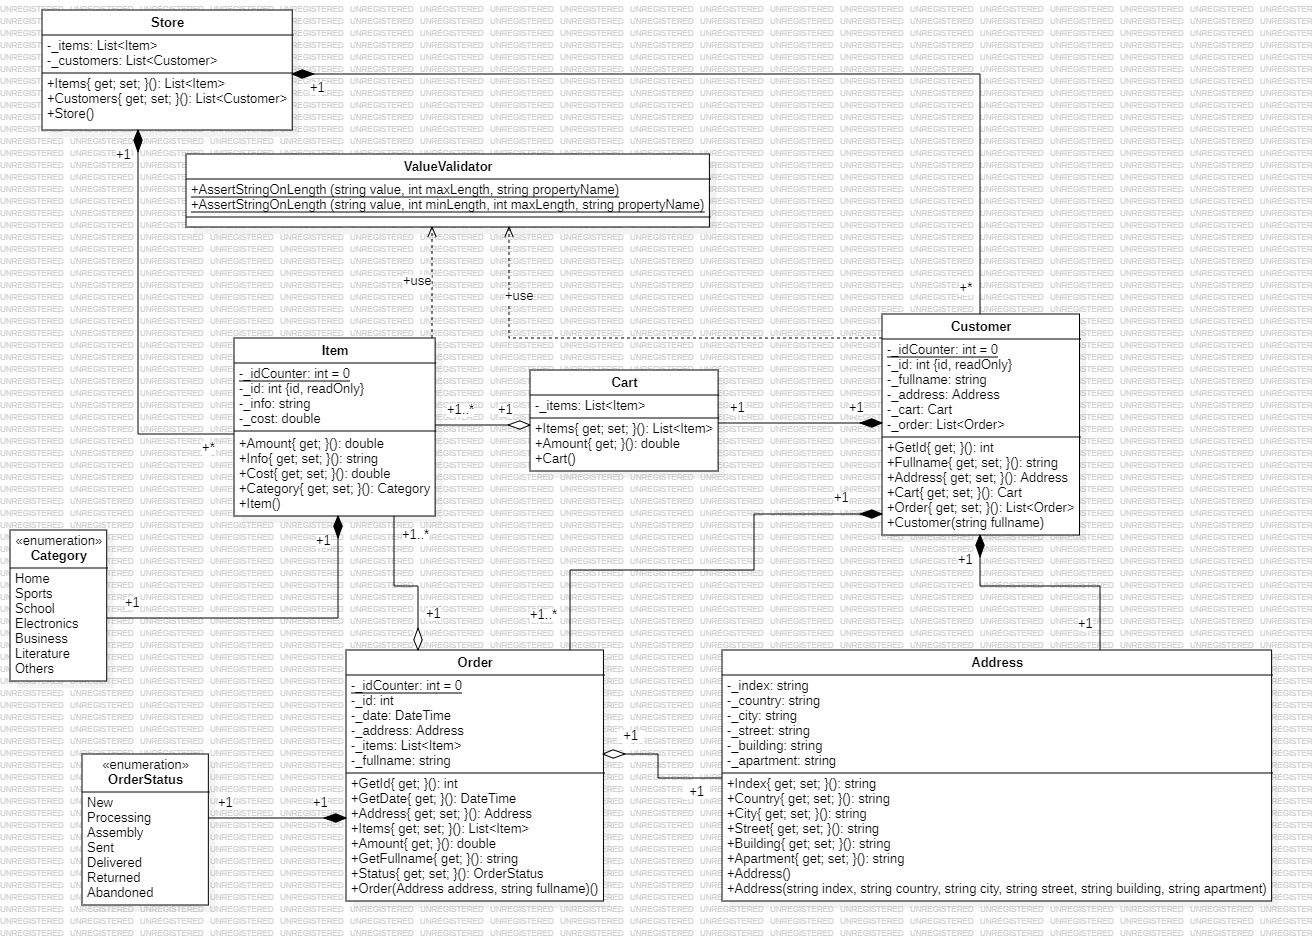 Store
-_items: List<Item>
-_customers: List<Customer>
+Items{ get; set; }(): List<Item>
+Customers{ get; set; }(): List<Customer>
+Store()
+1
+1
ValueValidator
+AssertStringOnLength (string value, int maxLength, string propertyName)
+AssertStringOnLength (string value, int minLength, int maxLength, string propertyName)
+use
+use
+*
Item
-_idCounter: int = 0
-_id: int {id, readOnly}
-_info: string
-_cost: double
+Amount{ get; }(): double
+Info{ get; set; }(): string
+Cost{ get; set; }(): double
+Category{ get; set; }(): Category
+Item()
+*
+1..*
+1
Cart
-_items: List<Item>
+Items{ get; set; }(): List<Item>
+Amount{ get; }(): double
+Cart()
+1
+1
Customer
-_idCounter: int = 0
-_id: int {id, readOnly}
-_fullname: string
-_address: Address
-_cart: Cart
-_order: List<Order>
+GetId{ get; }(): int
+Fullname{ get; set; }(): string
+Address{ get; set; }(): Address
+Cart{ get; set; }(): Cart
+Order{ get; set; }(): List<Order>
+Customer(string fullname)
+1
+1
+1..*
+1
«enumeration»
Category
Home
Sports
School
Electronics
Business
Literature
Others
+1
+1
+1..*
+1
+1
Order
-_idCounter: int = 0
-_id: int
-_date: DateTime
-_address: Address
-_items: List<Item>
-_fullname: string
+GetId{ get; }(): int
+GetDate{ get; }(): DateTime
+Address{ get; set; }(): Address
+Items{ get; set; }(): List<Item>
+Amount{ get; }(): double
+GetFullname{ get; }(): string
+Status{ get; set; }(): OrderStatus
+Order(Address address, string fullname)()
+1
+1
Address
-_index: string
-_country: string
-_city: string
-_street: string
-_building: string
-_apartment: string
+Index{ get; set; }(): string
+Country{ get; set; }(): string
+City{ get; set; }(): string
+Street{ get; set; }(): string
+Building{ get; set; }(): string
+Apartment{ get; set; }(): string
+Address()
+Address(string index, string country, string city, string street, string building, string apartment)
«enumeration»
OrderStatus
New
Processing
Assembly
Sent
Delivered
Returned
Abandoned
+1
+1
UNREGISTERED